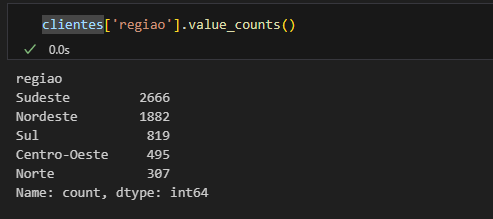 clientes['regiao'].value_counts()
✓ 0.0s
regiao
Sudeste         2666
Nordeste        1882
Sul              819
Centro-Oeste     495
Norte            307
Name: count, dtype: int64